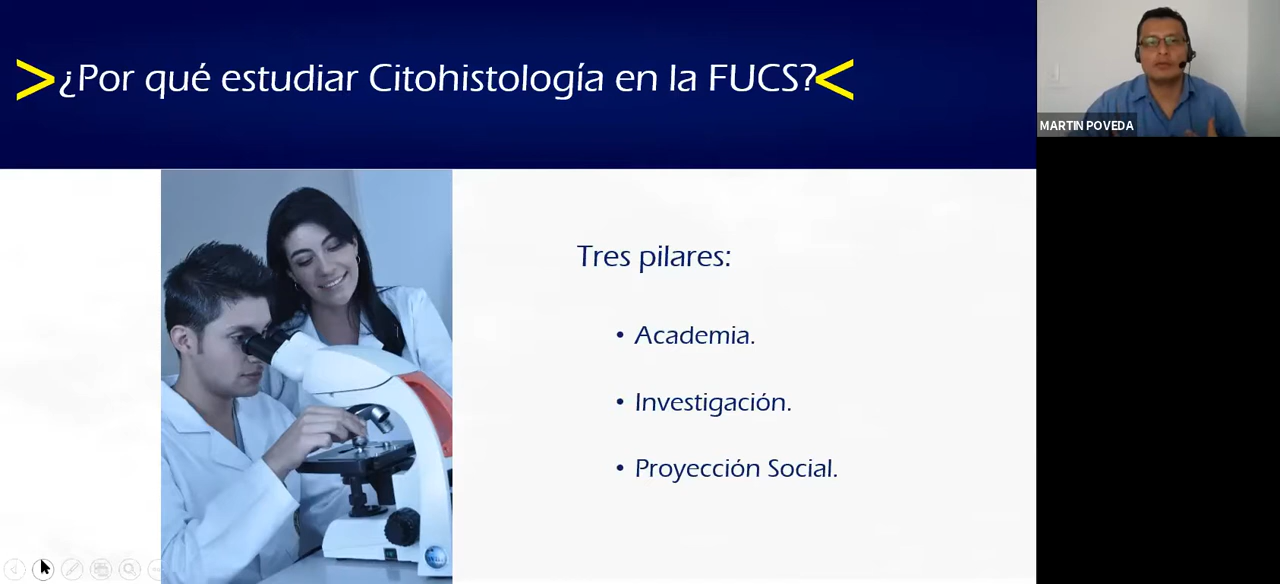 > ¿Por qué estudiar Citohistología en la FUCS? <
MARTIN POVEDA
Tres pilares:
• Academia.
• Investigación.
• Proyección Social.